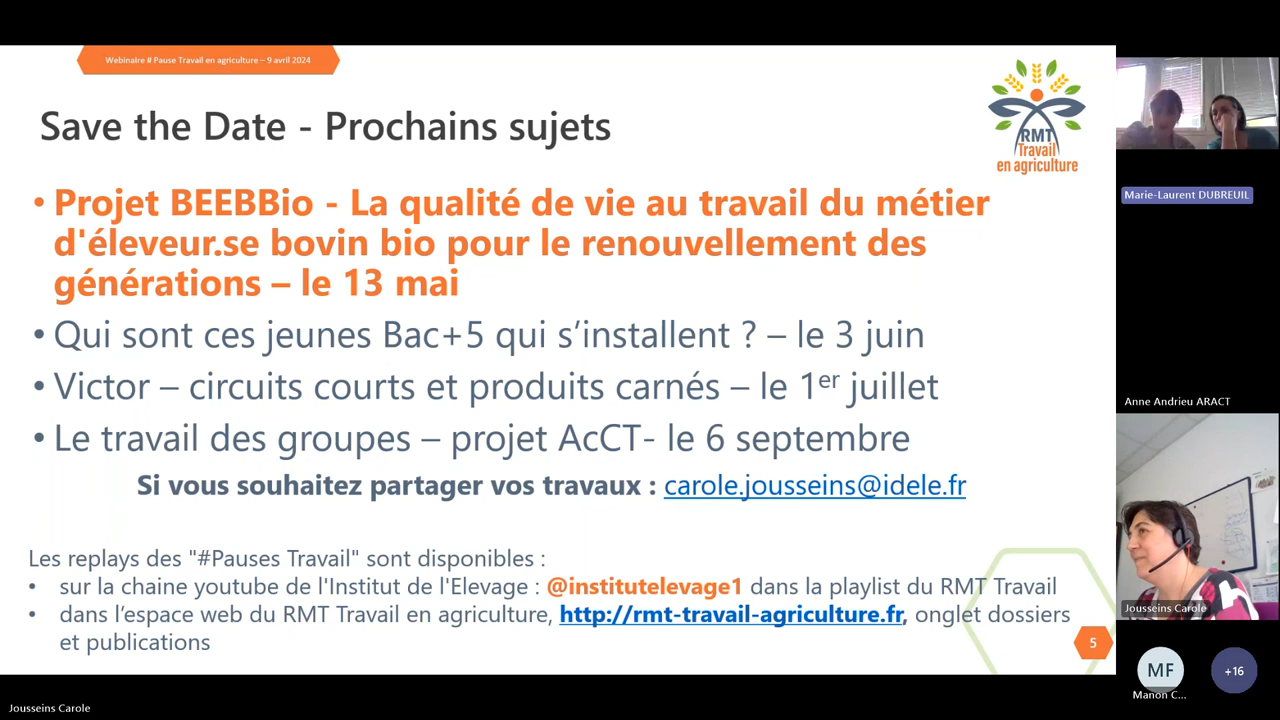 Webinaire # Pause Travail en agriculture – 9 avril 2024
Save the Date - Prochains sujets
RMT
Travail
en agriculture
• Projet BEEBBio - La qualité de vie au travail du métier
d'éleveur.se bovin bio pour le renouvellement des
générations – le 13 mai
• Qui sont ces jeunes Bac+5 qui s’installent ? – le 3 juin
• Victor – circuits courts et produits carnés – le 1er juillet
• Le travail des groupes – projet AcCT- le 6 septembre
Si vous souhaitez partager vos travaux : carole.jousseins@idele.fr
Les replays des "#Pauses Travail" sont disponibles :
• sur la chaine youtube de l'Institut de l'Elevage : @institutelevage1 dans la playlist du RMT Travail
• dans l’espace web du RMT Travail en agriculture, http://rmt-travail-agriculture.fr, onglet dossiers
et publications
5
Marie-Laurent DUBREUIL
Anne Andrieu ARACT
Jousseins Carole
MF
Manon C...
+16
Jousseins Carole